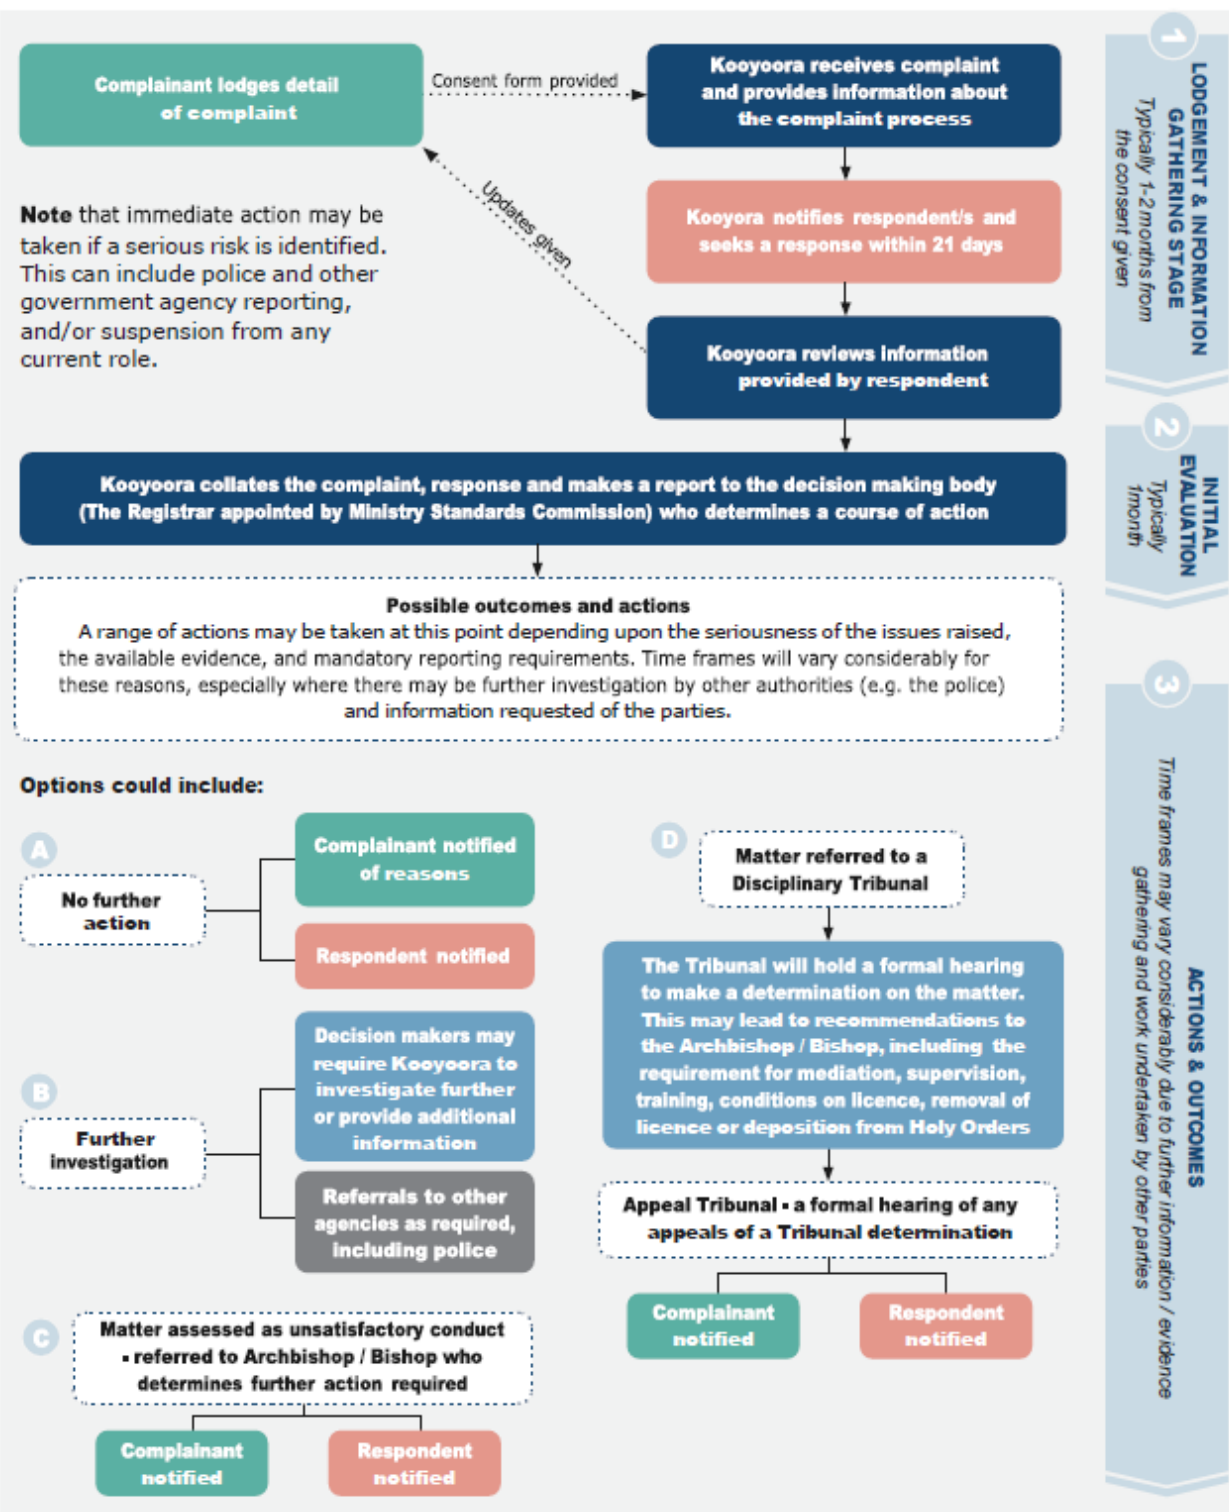 Complainant lodges detail
of complaint
Consent form provided
Kooyoora receives complaint
and provides information about
the complaint process
Updates given
Note that immediate action may be
taken if a serious risk is identified.
This can include police and other
government agency reporting,
and/or suspension from any
current role.
Kooyora notifies respondent/s and
seeks a response within 21 days
Kooyoora reviews information
provided by respondent
1
LODGEMENT & INFORMATION
GATHERING STAGE
Typically 1-2 months from
the consent given
Kooyoora collates the complaint, response and makes a report to the decision making body
(The Registrar appointed by Ministry Standards Commission) who determines a course of action
2
INITIAL
EVALUATION
Typically
1month
Possible outcomes and actions
A range of actions may be taken at this point depending upon the seriousness of the issues raised,
the available evidence, and mandatory reporting requirements. Time frames will vary considerably for
these reasons, especially where there may be further investigation by other authorities (e.g. the police)
and information requested of the parties.
3
ACTIONS & OUTCOMES
Time frames may vary considerably due to further information / evidence
gathering and work undertaken by other parties
Options could include:
A
No further
action
Complainant notified
of reasons
Respondent notified
B
Further
investigation
Decision makers may
require Kooyoora to
investigate further
or provide additional
information
Referrals to other
agencies as required,
including police
C
Matter assessed as unsatisfactory conduct
- referred to Archbishop / Bishop who
determines further action required
Complainant
notified
Respondent
notified
D
Matter referred to a
Disciplinary Tribunal
The Tribunal will hold a formal hearing
to make a determination on the matter.
This may lead to recommendations to
the Archbishop / Bishop, including the
requirement for mediation, supervision,
training, conditions on licence, removal of
licence or deposition from Holy Orders
Appeal Tribunal - a formal hearing of any
appeals of a Tribunal determination
Complainant
notified
Respondent
notified